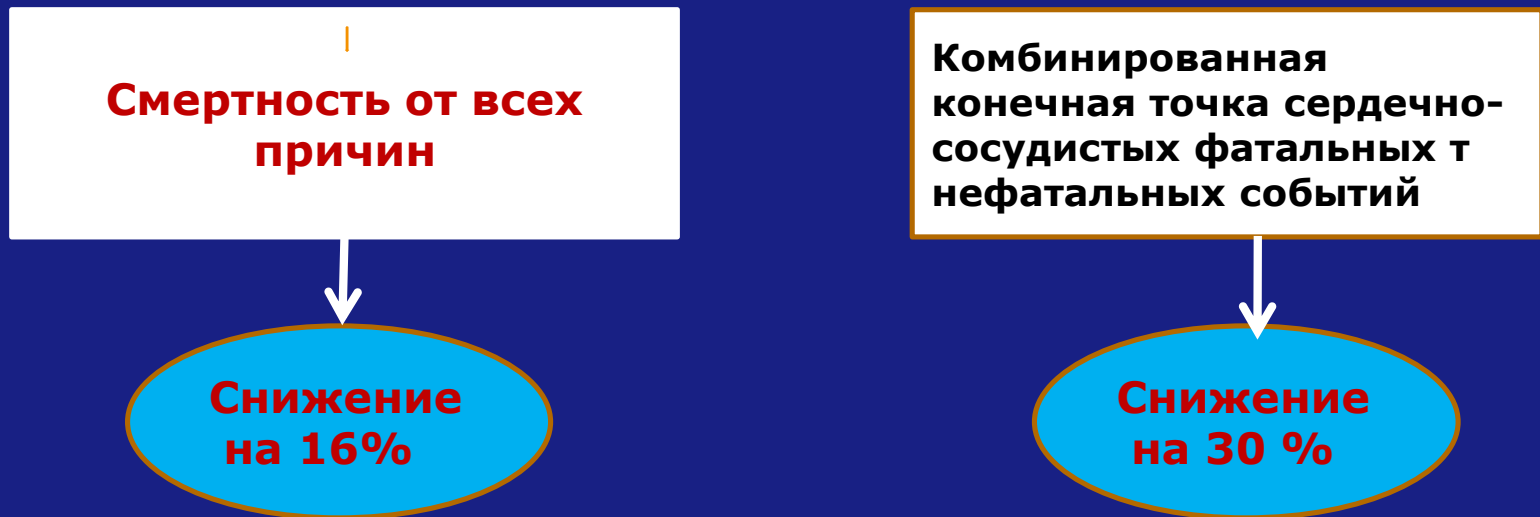 Смертность от всех
причин
Комбинированная
конечная точка сердечно-
сосудистых фатальных т
нефатальных событий
Снижение
на 16%
Снижение
на 30 %